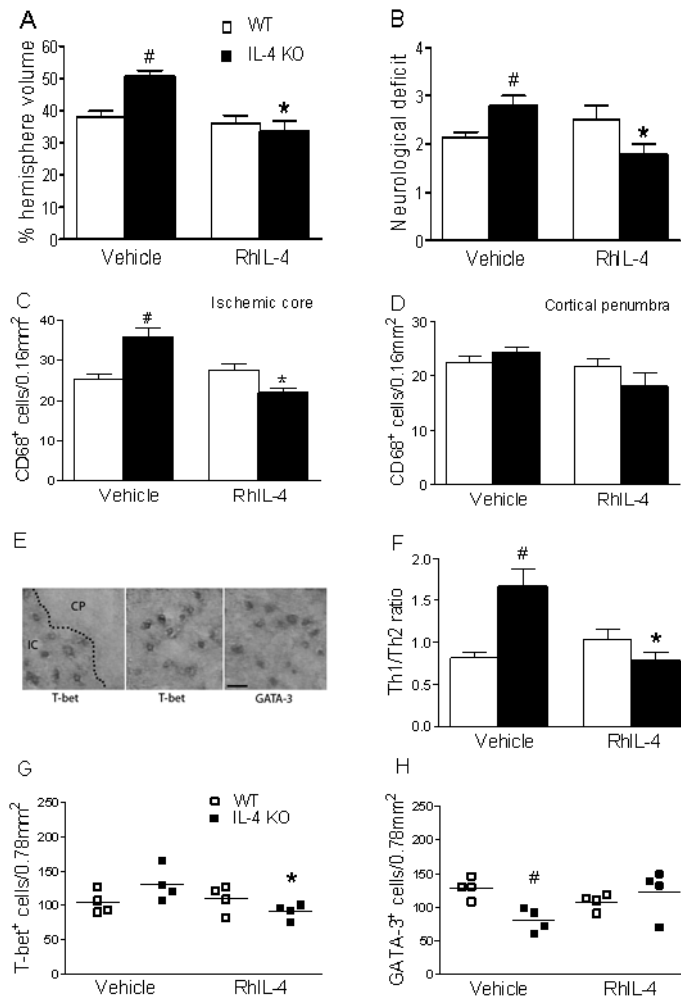 A
WT
IL-4 KO
% hemisphere volume
60
50
40
30
20
10
0
#
*
Vehicle
RhIL-4
B
Neurological deficit
4
3
2
1
0
#
*
Vehicle
RhIL-4
C
Ischemic core
CD68+ cells/0.16mm2
40
30
20
10
0
#
*
Vehicle
RhIL-4
D
Cortical penumbra
CD68+ cells/0.16mm2
30
20
10
0
Vehicle
RhIL-4
E
CP
IC
T-bet
T-bet
GATA-3
F
Th1/Th2 ratio
2.0
1.5
1.0
0.5
0.0
#
*
Vehicle
RhIL-4
G
WT
IL-4 KO
T-bet+ cells/0.78mm2
250
200
150
100
50
0
*
Vehicle
RhIL-4
H
GATA-3+ cells/0.78mm2
250
200
150
100
50
0
#
Vehicle
RhIL-4